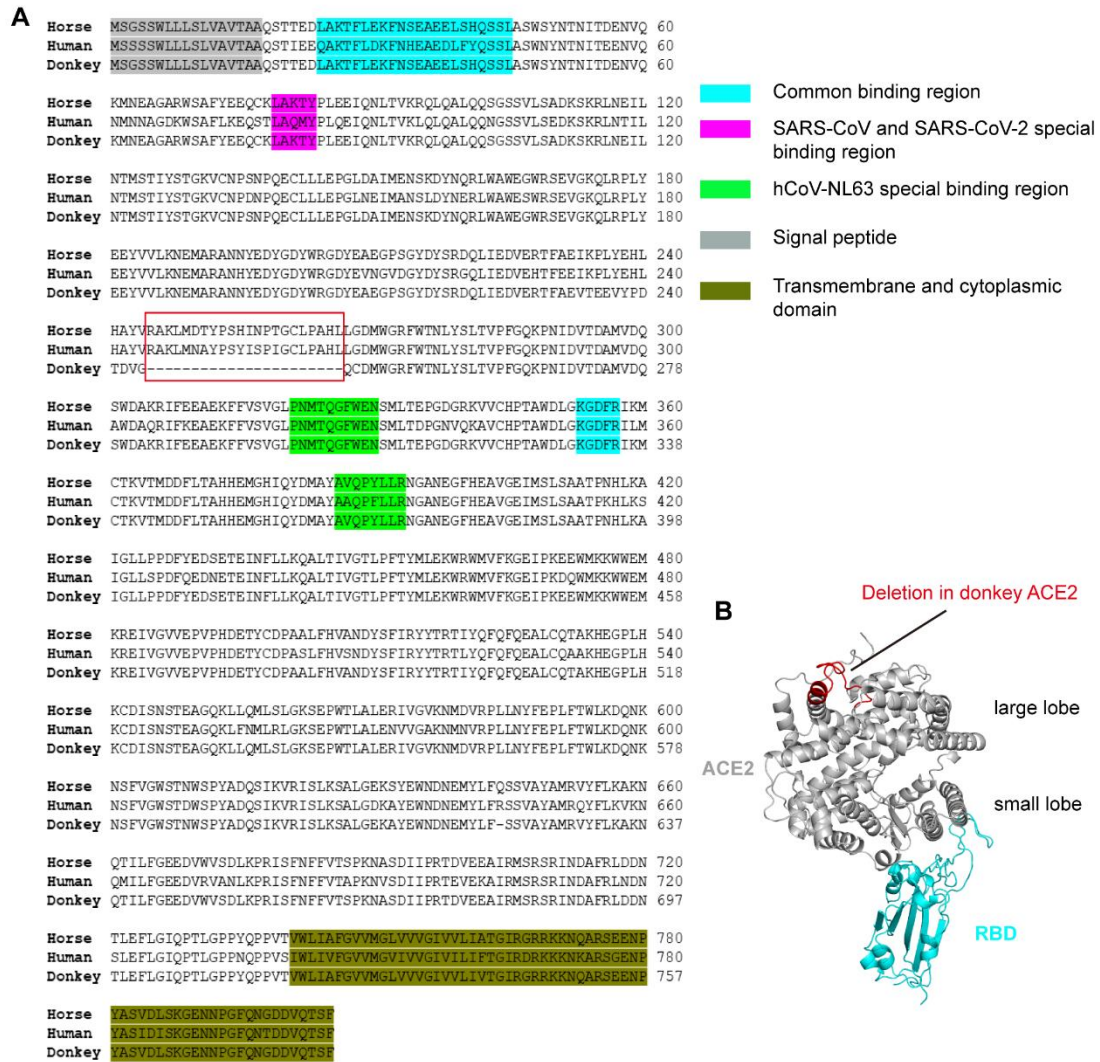 A
Horse MSGSSWLLLSLVAVTAAQSTTEDLAKTFLEKFNSEAEELSHQSSLASWSYNTNITDENVQ 60
Human MSSSSWLLLSLVAVTAAQSTIEEQAKTFLDKFNHEAEDLFYQSSLASWNYNTNITEENVQ 60
Donkey MSGSSWLLLSLVAVTAAQSTTEDLAKTFLEKFNSEAEELSHQSSLASWSYNTNITDENVQ 60
Horse KMNEAGARWSAFYEEQCKLAKTYPLEEIQNLTVKRQLQALQQSGSSVLSADKSKRLNEIL 120
Human KMNNAGDKWSAFLKEQSTLAQMYPLQEIQNLTVKLQLQALQQNGSSVLSEDKSKRLNTIL 120
Donkey KMNEAGARWSAFYEEQCKLAKTYPLEEIQNLTVKRQLQALQQSGSSVLSADKSKRLNEIL 120
Horse NTMSTIYSTGKVCNPSNPQECLLLEPGLDAIMENSKDYNQRLWAWEGWRSEVGKQLRPLY 180
Human NTMSTIYSTGKVCNPDNPQECLLLEPGLNEIMANSLDYNERLWAWESWRSEVGKQLRPLY 180
Donkey NTMSTIYSTGKVCNPSNPQECLLLEPGLDAIMENSKDYNQRLWAWEGWRSEVGKQLRPLY 180
Horse EEYVVLKNEMARANNYEDYGDYWRGDYEAEGPSGYDYSRDQLIEDVERTFAEIKPLYEHL 240
Human EEYVVLKNEMARANHYEDYGDYWRGDYEVNGVDGYDYSRGQLIEDVEHTFEEIKPLYEHL 240
Donkey EEYVVLKNEMARANNYEDYGDYWRGDYEAEGPSGYDYSRDQLIEDVERTFAEVTEEVYPD 240
Horse HAYVRAKLMDTYPSHINPTGCLPAHLLGDMWGRFWTNLYSLTVPFGQKPNIDVTDAMVDQ 300
Human HAYVRAKLMNAYPSYISPIGCLPAHLLGDMWGRFWTNLYSLTVPFGQKPNIDVTDAMVDQ 300
Donkey TDVG----------------------QCDMWGRFWTNLYSLTVPFGQKPNIDVTDAMVDQ 278
Horse SWDAKRIFEEAEKFFVSVGLPNMTQGFWENSMLTEPGDGRKVVCHPTAWDLGKGDFRIKM 360
Human AWDAQRIFKEAEKFFVSVGLPNMTQGFWENSMLTDPGNVQKAVCHPTAWDLGKGDFRILM 360
Donkey SWDAKRIFEEAEKFFVSVGLPNMTQGFWENSMLTEPGDGRKVVCHPTAWDLGKGDFRIKM 338
Horse CTKVTMDDFLTAHHEMGHIQYDMAYAVQPYLLRNGANEGFHEAVGEIMSLSAATPNHLKA 420
Human CTKVTMDDFLTAHHEMGHIQYDMAYAAQPFLLRNGANEGFHEAVGEIMSLSAATPKHLKS 420
Donkey CTKVTMDDFLTAHHEMGHIQYDMAYAVQPYLLRNGANEGFHEAVGEIMSLSAATPNHLKA 398
Horse IGLLPPDFYEDSETEINFLLKQALTIVGTLPFTYMLEKWRWMVFKGEIPKEEWMKKWWEM 480
Human IGLLSPDFQEDNETEINFLLKQALTIVGTLPFTYMLEKWRWMVFKGEIPKDQWMKKWWEM 480
Donkey IGLLPPDFYEDSETEINFLLKQALTIVGTLPFTYMLEKWRWMVFKGEIPKEEWMKKWWEM 458
Horse KREIVGVVEPVPHDETYCDPAALFHVANDYSFIRYYTRTIYQFQFQEALCQTAKHEGPLH 540
Human KREIVGVVEPVPHDETYCDPASLFHVSNDYSFIRYYTRTLYQFQFQEALCQAAKHEGPLH 540
Donkey KREIVGVVEPVPHDETYCDPAALFHVANDYSFIRYYTRTIYQFQFQEALCQTAKHEGPLH 518
Horse KCDISNSTEAGQKLLQMLSLGKSEPWTLALERIVGVKNMDVRPLLNYFEPLFTWLKDQNK 600
Human KCDISNSTEAGQKLFNMLRLGKSEPWTLALENVVGAKNMNVRPLLNYFEPLFTWLKDQNK 600
Donkey KCDISNSTEAGQKLLQMLSLGKSEPWTLALERIVGVKNMDVRPLLNYFEPLFTWLKDQNK 578
Horse NSFVGWSTNWSPYADQSIKVRISLKSALGEKSYEWNDNEMYLFQSSVAYAMRVYFLKAKN 660
Human NSFVGWSTDWSPYADQSIKVRISLKSALGDKAYEWNDNEMYLFRSSVAYAMRQYFLKVKN 660
Donkey NSFVGWSTNWSPYADQSIKVRISLKSALGEKAYEWNDNEMYLF-SSVAYAMRVYFLKAKN 637
Horse QTILFGEEDVWVSDLKPRISFNFFVTSPKNASDIIPRTDVEEAIRMSRSRINDAFRLDDN 720
Human QMILFGEEDVRVANLKPRISFNFFVTAPKNVSDIIPRTEVEKAIRMSRSRINDAFRLNDN 720
Donkey QTILFGEEDVWVSDLKPRISFNFFVTSPKNASDIIPRTDVEEAIRMSRSRINDAFRLDDN 697
Horse TLEFLGIQPTLGPPYQPPVTVWLIAFGVVMGLVVVGIVVLIATGIRGRRKKNQARSEENP 780
Human SLEFLGIQPTLGPPNQPPVSIWLIVFGVVMGVIVVGIVILIFTGIRDRKKKNKARSGENP 780
Donkey TLEFLGIQPTLGPPYQPPVTVWLIAFGVVMGLVVVGIVVLIVTGIRGRRKKNQARSEENP 757
Horse YASVDLSKGENNPGFQNGDDVQTSF
Human YASIDISKGENNPGFQNTDDVQTSF
Donkey YASVDLSKGENNPGFQNGDDVQTSF
Common binding region
SARS-CoV and SARS-CoV-2 special
binding region
hCoV-NL63 special binding region
Signal peptide
Transmembrane and cytoplasmic
domain
B
Deletion in donkey ACE2
large lobe
ACE2
small lobe
RBD